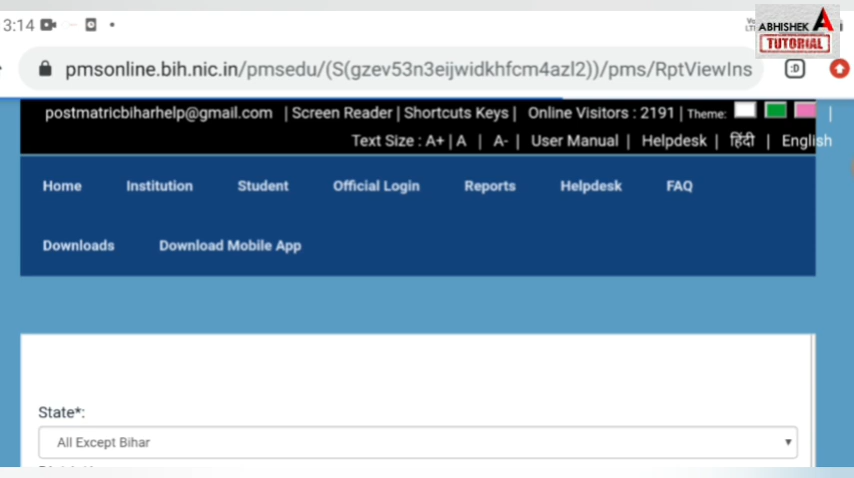 3:14
ABHISHEK A
TUTORIAL
pmsonline.bih.nic.in/pmsedu/(S(gzev53n3eijwidkhfcm4azl2))/pms/RptViewIns
:D
postmatricbiharhelp@gmail.com | Screen Reader | Shortcuts Keys | Online Visitors : 2191 | Theme: |
Text Size : A+ | A | A- | User Manual | Helpdesk | हिंदी | English
Home Institution Student Official Login Reports Helpdesk FAQ
Downloads Download Mobile App
State*:
All Except Bihar